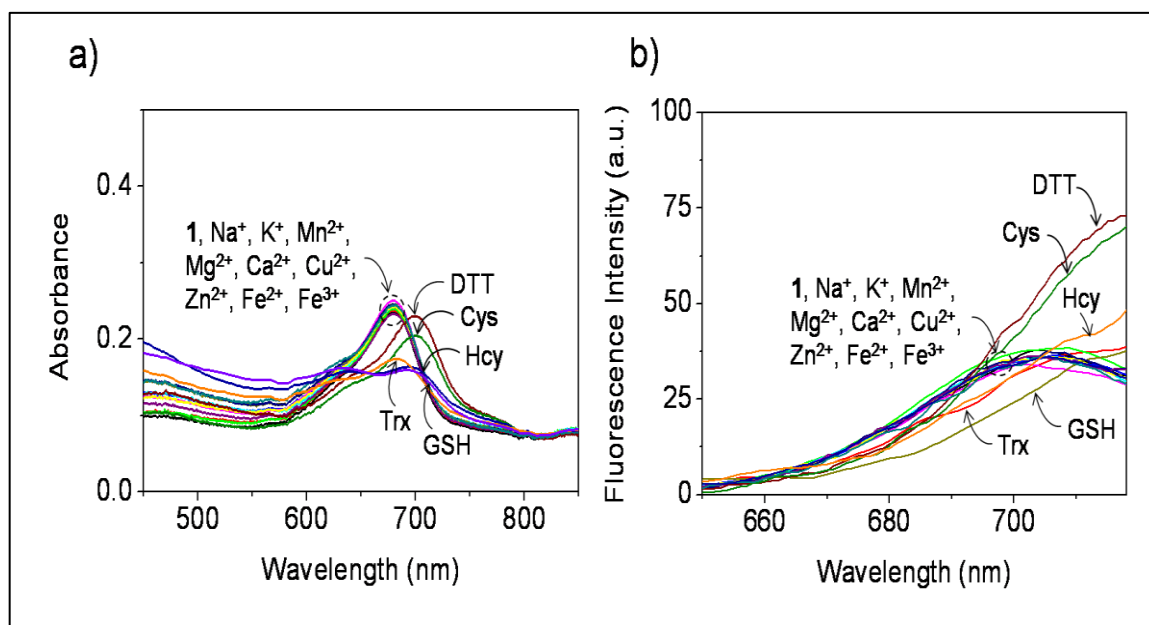 a)
Absorbance
0.4
0.2
0.0
1, Na⁺, K⁺, Mn²⁺,
Mg²⁺, Ca²⁺, Cu²⁺,
Zn²⁺, Fe²⁺, Fe³⁺
DTT
Cys
Hcy
Trx
GSH
500 600 700 800
Wavelength (nm)
b)
Fluorescence Intensity (a.u.)
100
75
50
25
0
DTT
Cys
1, Na⁺, K⁺, Mn²⁺,
Mg²⁺, Ca²⁺, Cu²⁺,
Zn²⁺, Fe²⁺, Fe³⁺
Hcy
GSH
Trx
660 680 700
Wavelength (nm)